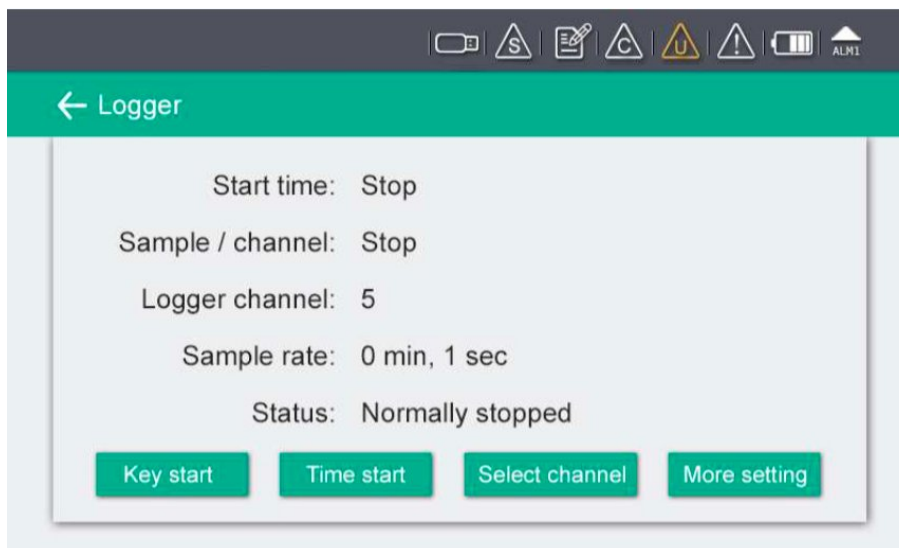 S C U ! ALM1
Logger
Start time: Stop
Sample / channel: Stop
Logger channel: 5
Sample rate: 0 min, 1 sec
Status: Normally stopped
Key start Time start Select channel More setting